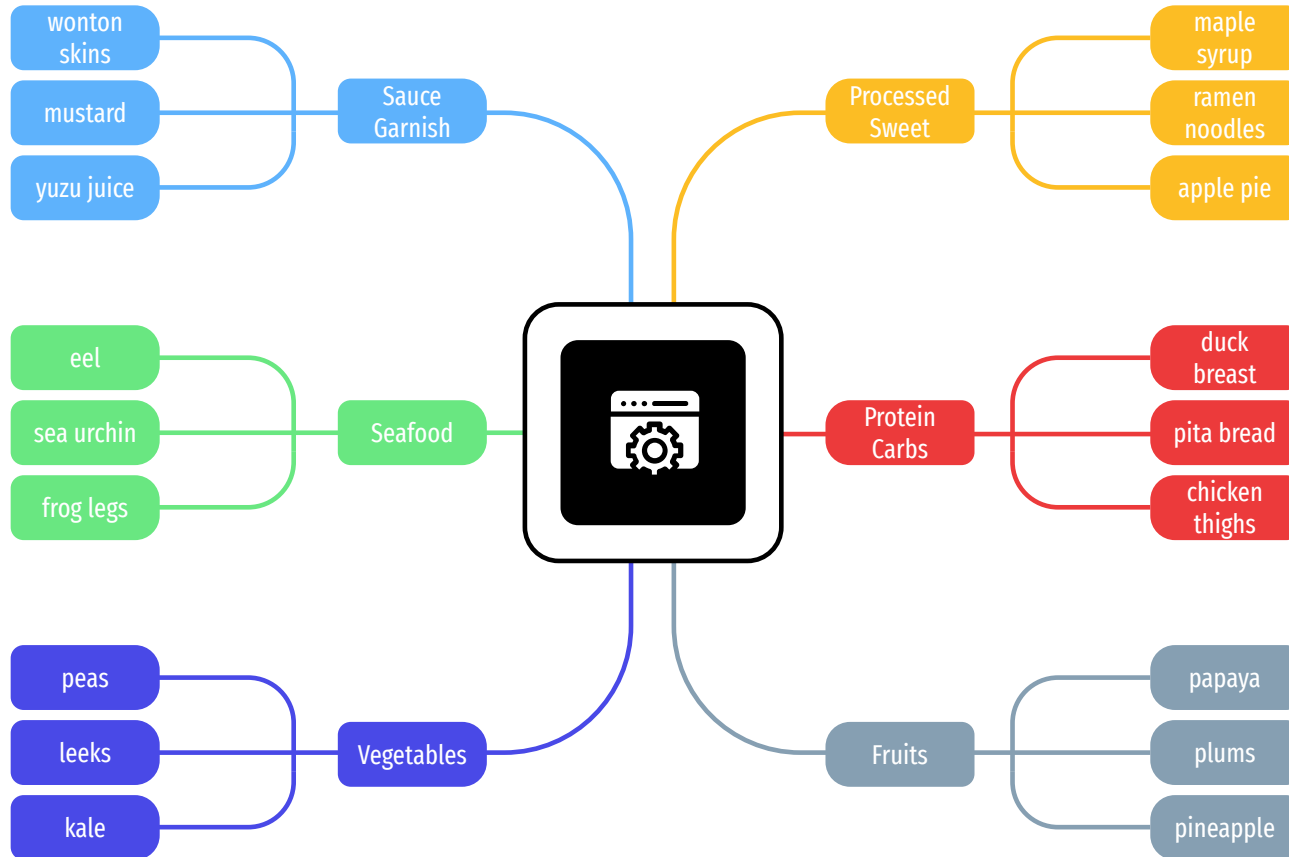 wonton
skins
mustard
yuzu juice
Sauce
Garnish
Processed
Sweet
maple
syrup
ramen
noodles
apple pie
eel
sea urchin
frog legs
Seafood
Protein
Carbs
duck
breast
pita bread
chicken
thighs
peas
leeks
kale
Vegetables
Fruits
papaya
plums
pineapple